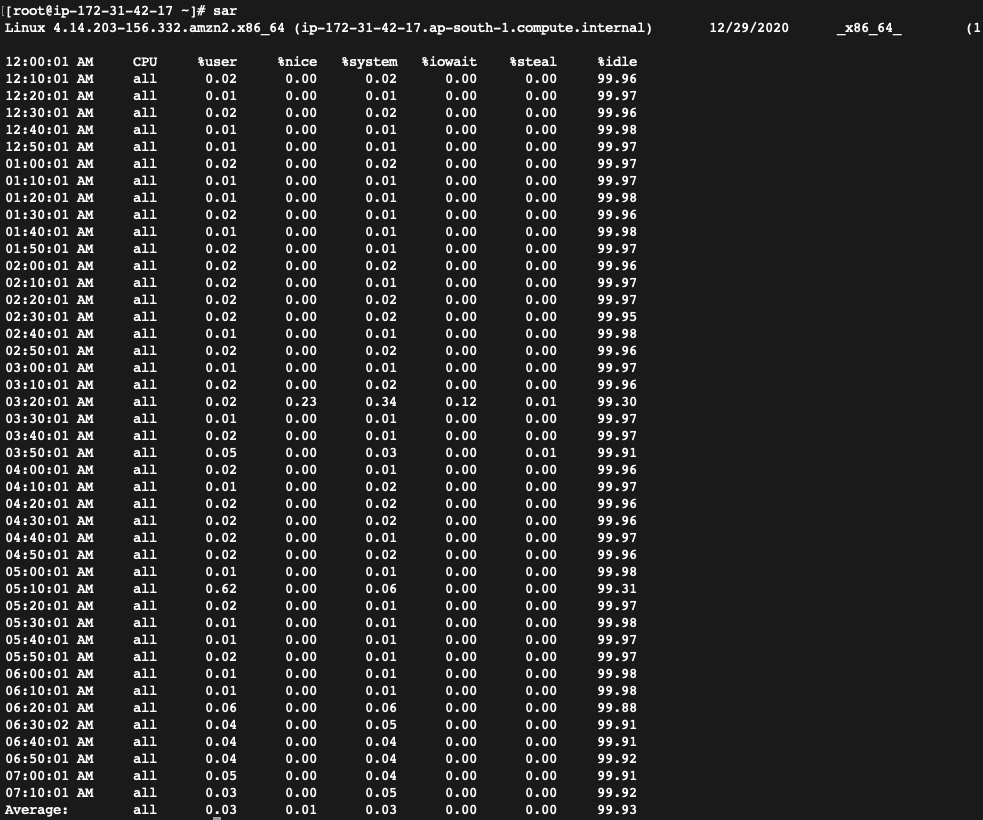 [[root@ip-172-31-42-17 ~]# sar
Linux 4.14.203-156.332.amzn2.x86_64 (ip-172-31-42-17.ap-south-1.compute.internal) 12/29/2020 _x86_64_ (1
12:00:01 AM CPU %user %nice %system %iowait %steal %idle
12:10:01 AM all 0.02 0.00 0.02 0.00 0.00 99.96
12:20:01 AM all 0.01 0.00 0.01 0.00 0.00 99.97
12:30:01 AM all 0.02 0.00 0.02 0.00 0.00 99.96
12:40:01 AM all 0.01 0.00 0.01 0.00 0.00 99.98
12:50:01 AM all 0.01 0.00 0.01 0.00 0.00 99.97
01:00:01 AM all 0.02 0.00 0.02 0.00 0.00 99.97
01:10:01 AM all 0.01 0.00 0.01 0.00 0.00 99.97
01:20:01 AM all 0.01 0.00 0.01 0.00 0.00 99.98
01:30:01 AM all 0.02 0.00 0.01 0.00 0.00 99.96
01:40:01 AM all 0.01 0.00 0.01 0.00 0.00 99.98
01:50:01 AM all 0.02 0.00 0.01 0.00 0.00 99.97
02:00:01 AM all 0.02 0.00 0.02 0.00 0.00 99.96
02:10:01 AM all 0.01 0.00 0.01 0.00 0.00 99.97
02:20:01 AM all 0.01 0.00 0.02 0.00 0.00 99.97
02:30:01 AM all 0.02 0.00 0.02 0.00 0.00 99.95
02:40:01 AM all 0.01 0.00 0.01 0.00 0.00 99.98
02:50:01 AM all 0.02 0.00 0.02 0.00 0.00 99.96
03:00:01 AM all 0.01 0.00 0.01 0.00 0.00 99.97
03:10:01 AM all 0.02 0.00 0.02 0.00 0.00 99.96
03:20:01 AM all 0.02 0.23 0.34 0.12 0.01 99.30
03:30:01 AM all 0.01 0.00 0.01 0.00 0.00 99.97
03:40:01 AM all 0.02 0.00 0.01 0.00 0.00 99.97
03:50:01 AM all 0.05 0.00 0.03 0.00 0.01 99.91
04:00:01 AM all 0.02 0.00 0.01 0.00 0.00 99.96
04:10:01 AM all 0.01 0.00 0.02 0.00 0.00 99.97
04:20:01 AM all 0.02 0.00 0.02 0.00 0.00 99.96
04:30:01 AM all 0.02 0.00 0.02 0.00 0.00 99.96
04:40:01 AM all 0.02 0.00 0.01 0.00 0.00 99.97
04:50:01 AM all 0.02 0.00 0.02 0.00 0.00 99.96
05:00:01 AM all 0.01 0.00 0.01 0.00 0.00 99.98
05:10:01 AM all 0.62 0.00 0.06 0.00 0.00 99.31
05:20:01 AM all 0.02 0.00 0.01 0.00 0.00 99.97
05:30:01 AM all 0.01 0.00 0.01 0.00 0.00 99.98
05:40:01 AM all 0.01 0.00 0.01 0.00 0.00 99.97
05:50:01 AM all 0.02 0.00 0.01 0.00 0.00 99.97
06:00:01 AM all 0.01 0.00 0.01 0.00 0.00 99.98
06:10:01 AM all 0.01 0.00 0.01 0.00 0.00 99.98
06:20:01 AM all 0.06 0.00 0.06 0.00 0.00 99.88
06:30:02 AM all 0.04 0.00 0.05 0.00 0.00 99.91
06:40:01 AM all 0.04 0.00 0.04 0.00 0.00 99.91
06:50:01 AM all 0.04 0.00 0.04 0.00 0.00 99.92
07:00:01 AM all 0.05 0.00 0.04 0.00 0.00 99.91
07:10:01 AM all 0.03 0.00 0.05 0.00 0.00 99.92
Average: all 0.03 0.01 0.03 0.00 0.00 99.93